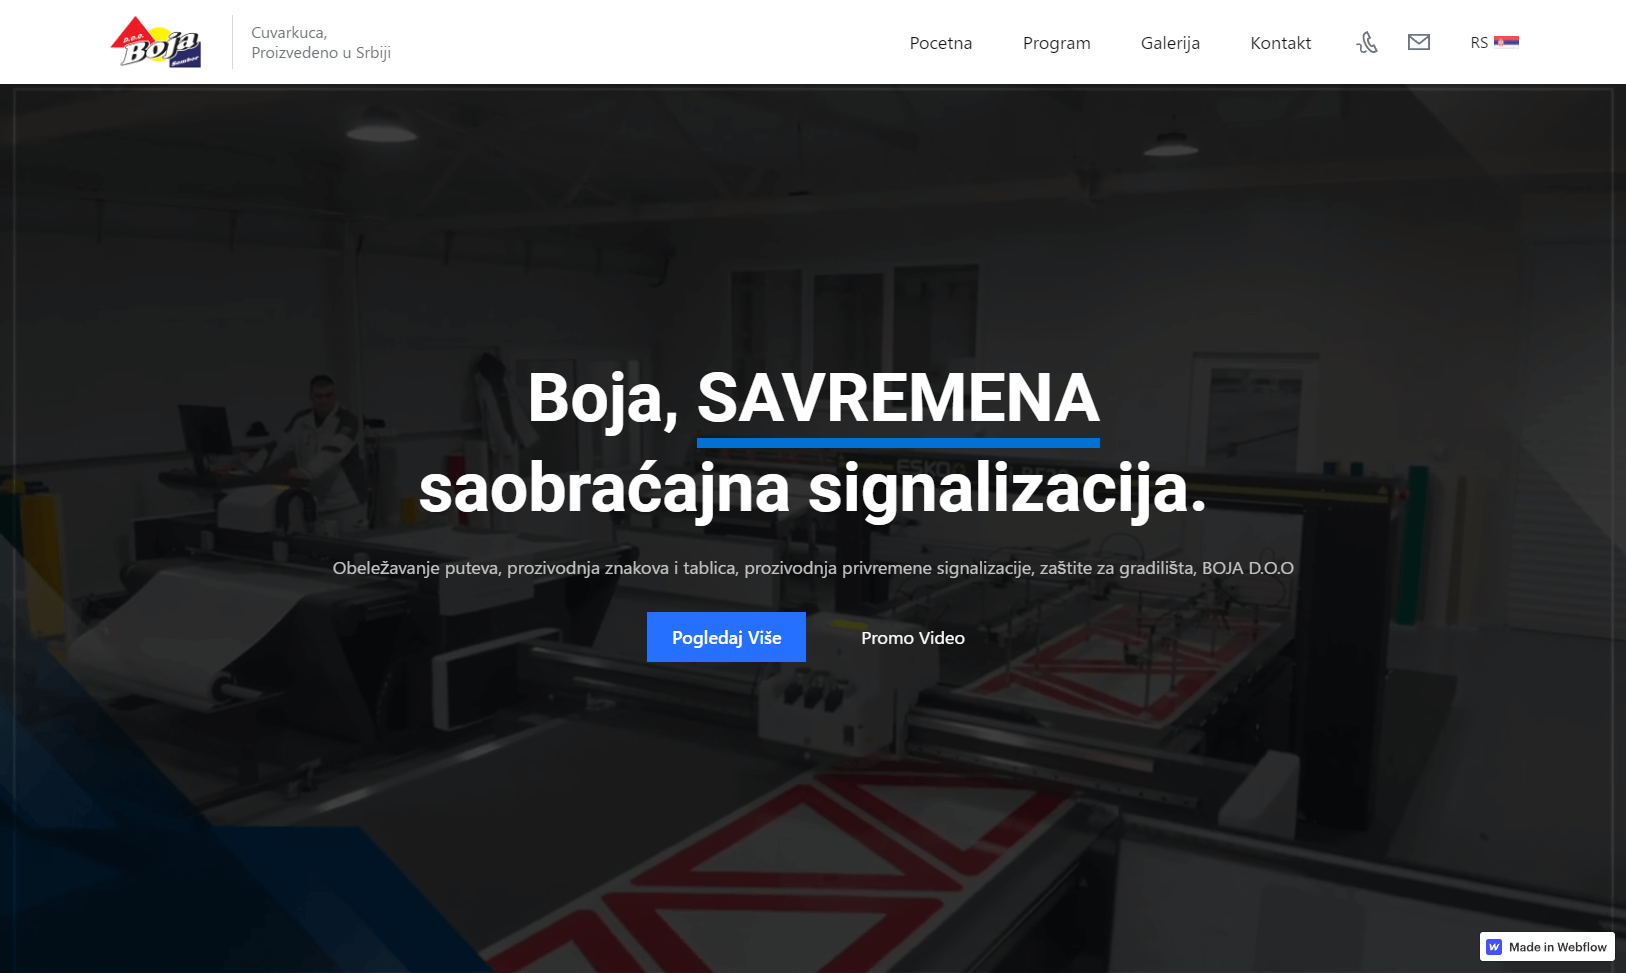 D.O.O.
Boja
Sombor
Cuvarkuca,
Proizvedeno u Srbiji
Pocetna
Program
Galerija
Kontakt
RS
Boja, SAVREMENA
saobraćajna signalizacija.
Obeležavanje puteva, prozivodnja znakova i tablica, prozivodnja privremene signalizacije, zaštite za gradilišta, BOJA D.O.O
Pogledaj Više
Promo Video
Made in Webflow